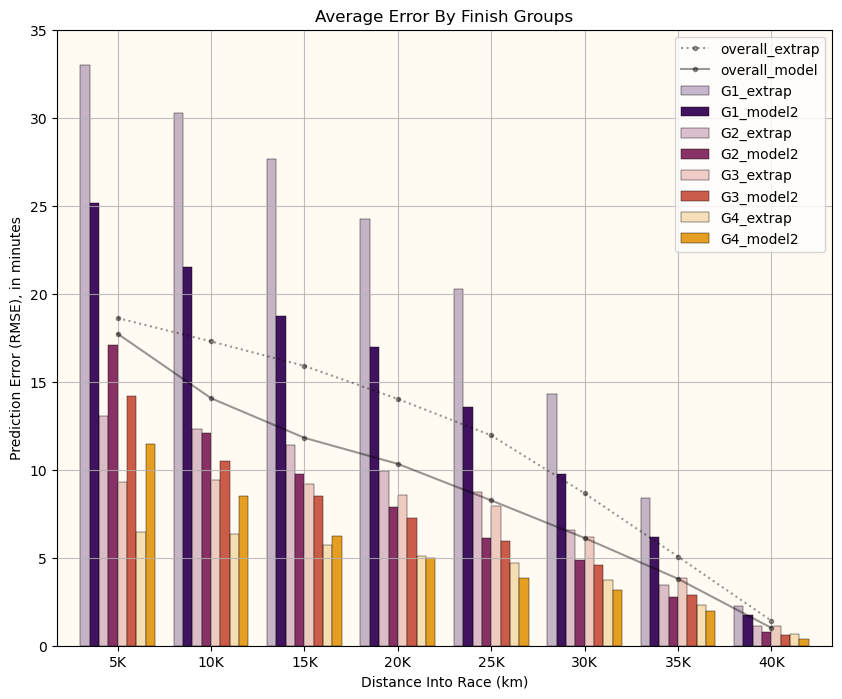 Average Error By Finish Groups
35
30
25
20
15
10
5
0
Prediction Error (RMSE), in minutes
overall_extrap
overall_model
G1_extrap
G1_model2
G2_extrap
G2_model2
G3_extrap
G3_model2
G4_extrap
G4_model2
5K 10K 15K 20K 25K 30K 35K 40K
Distance Into Race (km)